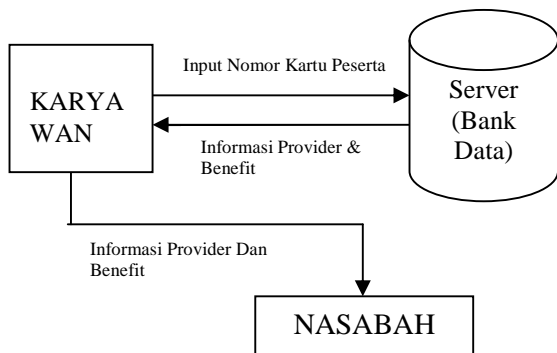 Input Nomor Kartu Peserta
KARYA
WAN
Server
(Bank
Data)
Informasi Provider &
Benefit
Informasi Provider Dan
Benefit
NASABAH